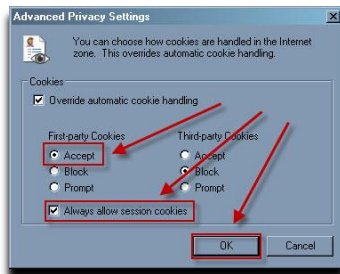 Advanced Privacy Settings
You can choose how cookies are handled in the Internet
zone. This overrides automatic cookie handling.
Cookies
Override automatic cookie handling
First-party Cookies Third-party Cookies
Accept Accept
Block Block
Prompt Prompt
Always allow session cookies
OK Cancel